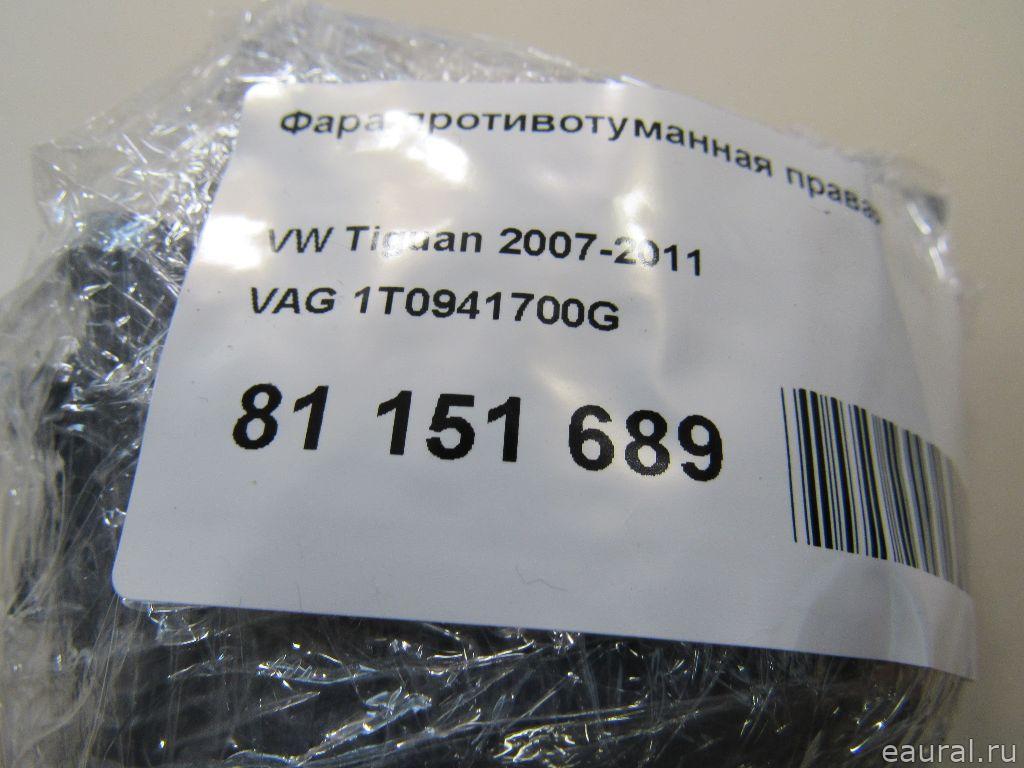 Фара противотуманная правая
VW Tiguan 2007-2011
VAG 1T0941700G
81 151 689
eaural.ru